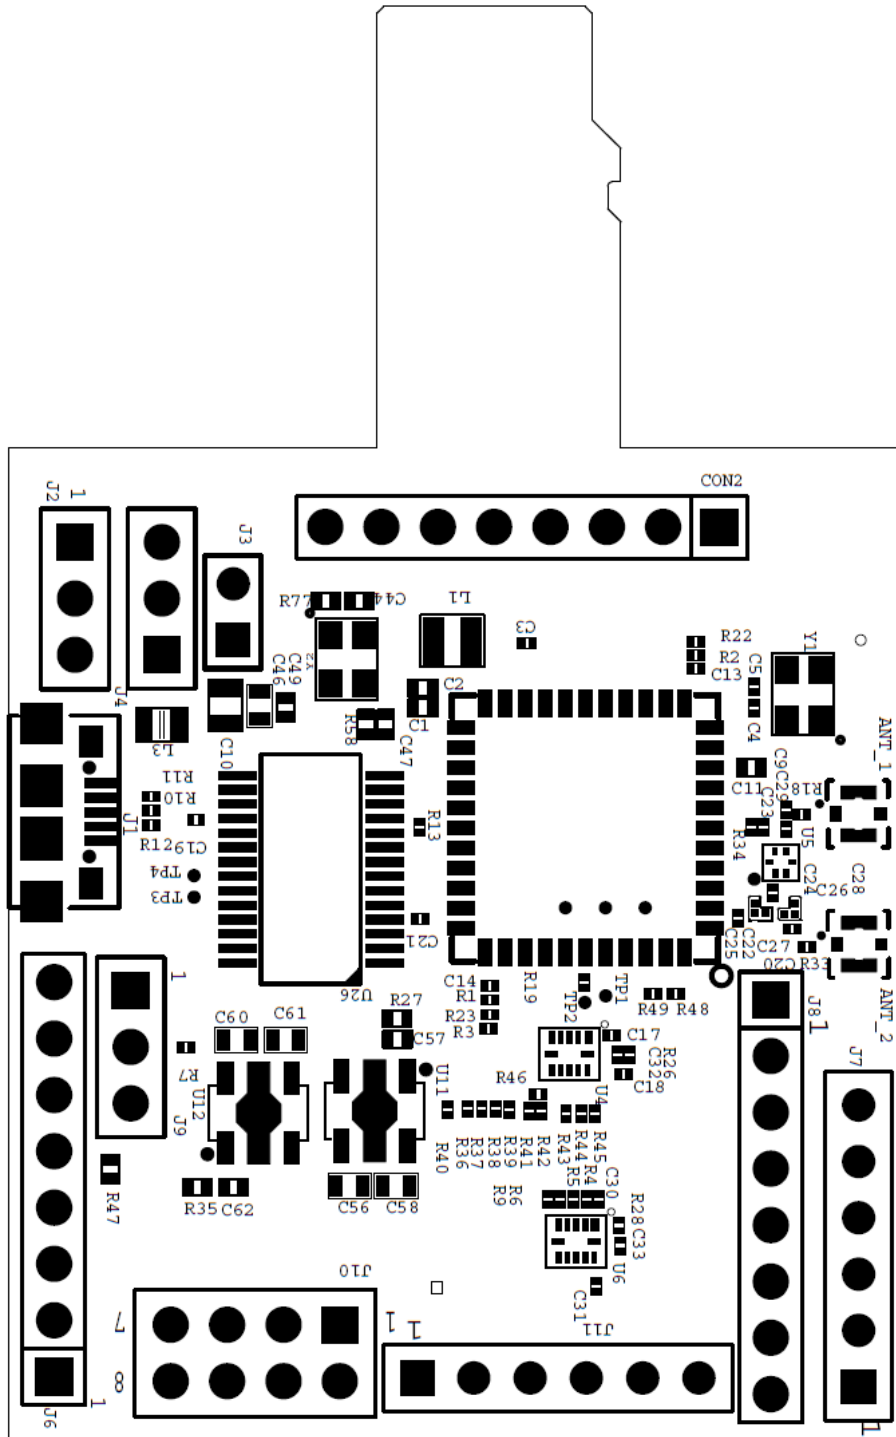 CON2
J2
1
J3
R77
C44
L1
C3
R22
R2
C13
C5
Y1
C46
C49
Y2
C2
C1
J4
L3
C10
R58
C47
C4
ANT_1
C9
C29
R18
C11
C23
R11
R10
J1
R12
C19
TP4
TP3
R13
R34
U5
C24
C28
C26
C21
C25
C22
C27
C20
R33
ANT_2
1
U26
C14
R1
R23
R3
R19
TP2
TP1
R49
R48
J8
1
C60
C61
R27
C57
C17
C32
R26
C18
J7
R7
U12
U11
R46
U4
J9
R40
R36
R37
R38
R39
R41
R42
R43
R44
R45
R47
R35
C62
C56
C58
R9
R6
R5
R4
C30
R28
C33
U6
C31
J10
J11
7
8
1
1
J6
1
1